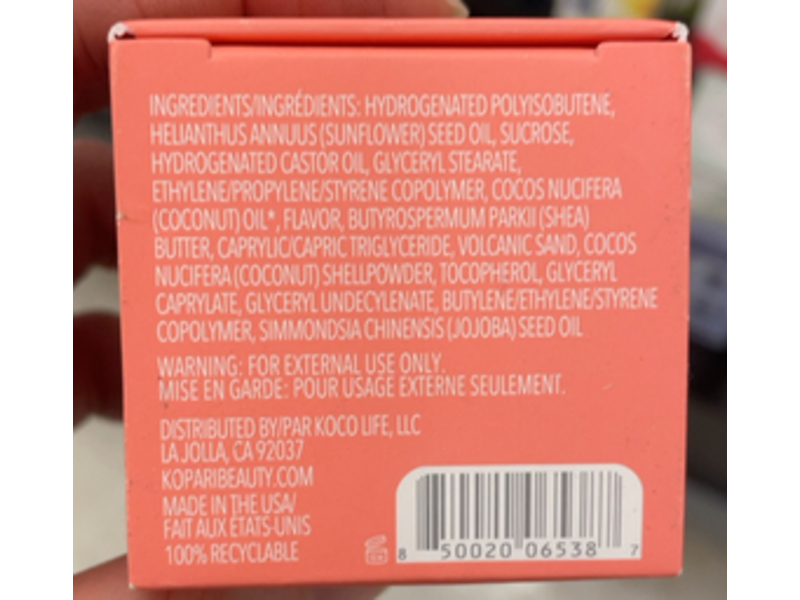 INGREDIENTS/INGRÉDIENTS: HYDROGENATED POLYISOBUTENE,
HELIANTHUS ANNUUS (SUNFLOWER) SEED OIL, SUCROSE,
HYDROGENATED CASTOR OIL, GLYCERYL STEARATE,
ETHYLENE/PROPYLENE/STYRENE COPOLYMER, COCOS NUCIFERA
(COCONUT) OIL*, FLAVOR, BUTYROSPERMUM PARKII (SHEA)
BUTTER, CAPRYLIC/CAPRIC TRIGLYCERIDE, VOLCANIC SAND, COCOS
NUCIFERA (COCONUT) SHELLPOWDER, TOCOPHEROL, GLYCERYL
CAPRYLATE, GLYCERYL UNDECYLENATE, BUTYLENE/ETHYLENE/STYRENE
COPOLYMER, SIMMONDSIA CHINENSIS (JOJOBA) SEED OIL
WARNING: FOR EXTERNAL USE ONLY.
MISE EN GARDE: POUR USAGE EXTERNE SEULEMENT.
DISTRIBUTED BY/PAR KOCO LIFE, LLC
LA JOLLA, CA 92037
KOPARIBEAUTY.COM
MADE IN THE USA/
FAIT AUX ÉTATS-UNIS
100% RECYCLABLE
8 50020 06538 7